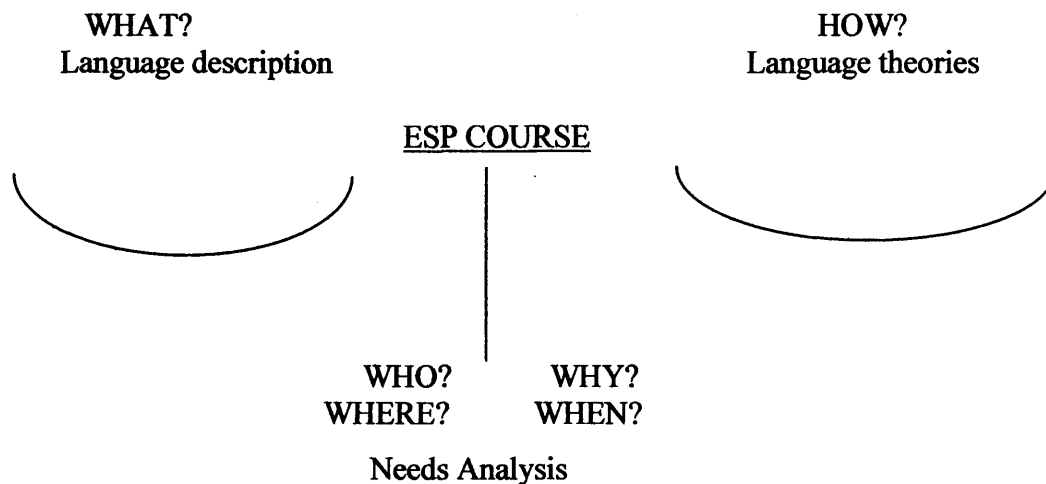 WHAT?
Language description
HOW?
Language theories
ESP COURSE
WHO? WHY?
WHERE? WHEN?
Needs Analysis